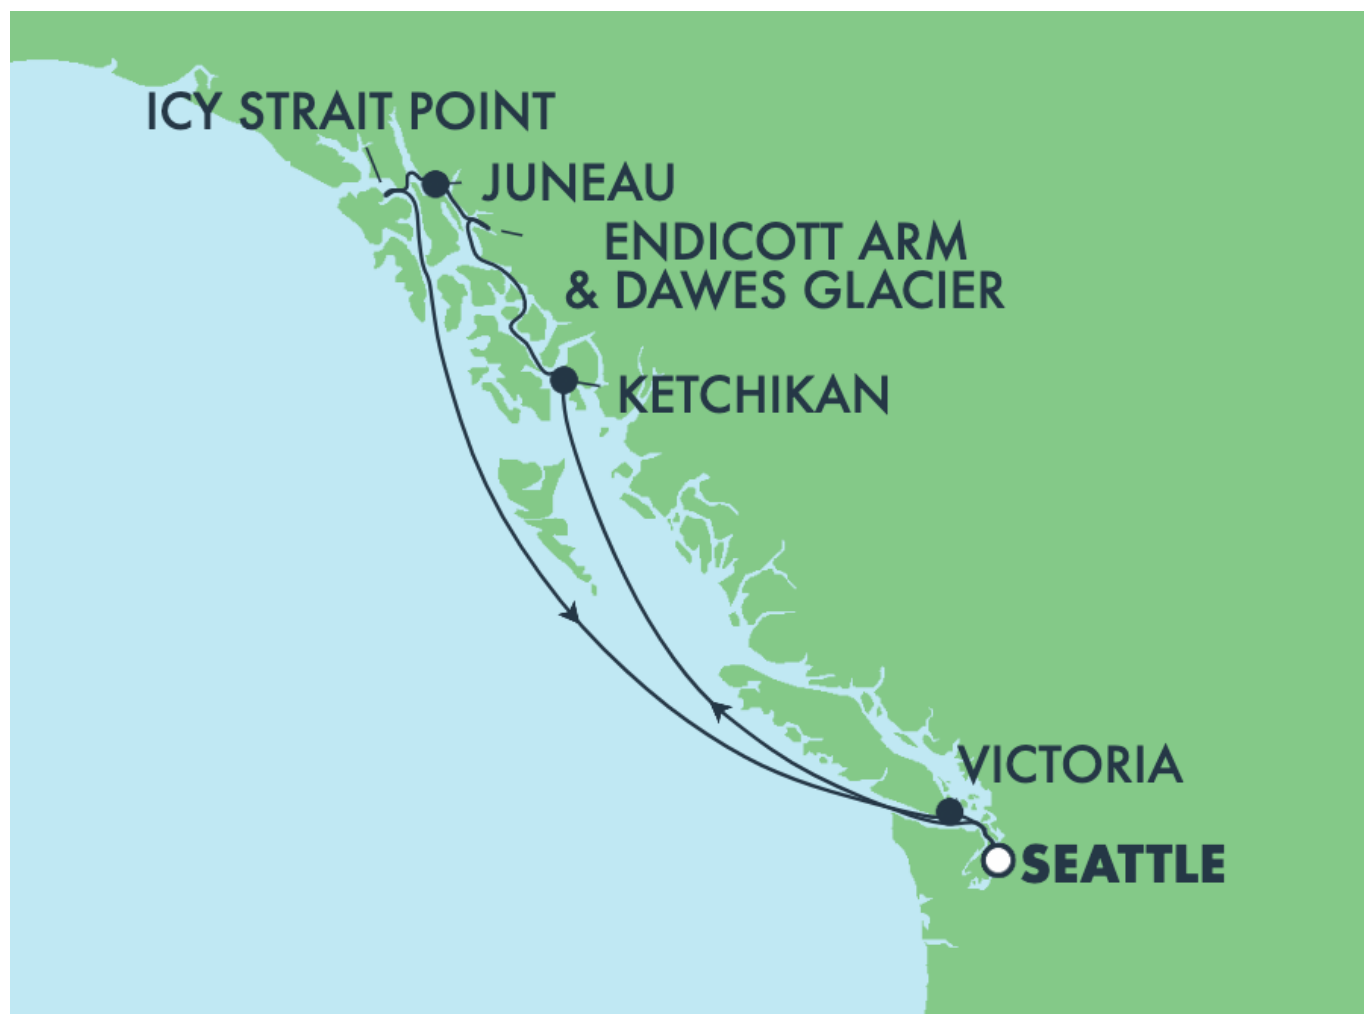 ICY STRAIT POINT
JUNEAU
ENDICOTT ARM
& DAWES GLACIER
KETCHIKAN
VICTORIA
SEATTLE